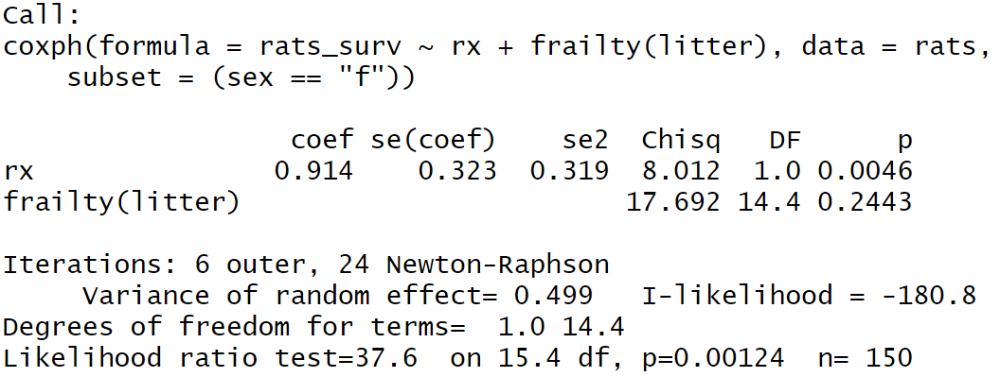 Call:
coxph(formula = rats_surv ~ rx + frailty(litter), data = rats,
    subset = (sex == "f"))
                  coef se(coef)    se2  Chisq   DF      p
rx               0.914    0.323  0.319  8.012  1.0 0.0046
frailty(litter)                        17.692 14.4 0.2443
Iterations: 6 outer, 24 Newton-Raphson
     Variance of random effect= 0.499   I-likelihood = -180.8
Degrees of freedom for terms=  1.0 14.4
Likelihood ratio test=37.6  on 15.4 df, p=0.00124  n= 150